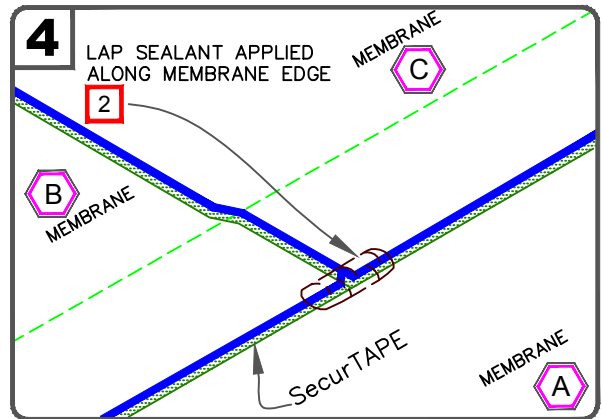 4
LAP SEALANT APPLIED
ALONG MEMBRANE EDGE
2
MEMBRANE
C
B
MEMBRANE
SecurTAPE
MEMBRANE
A